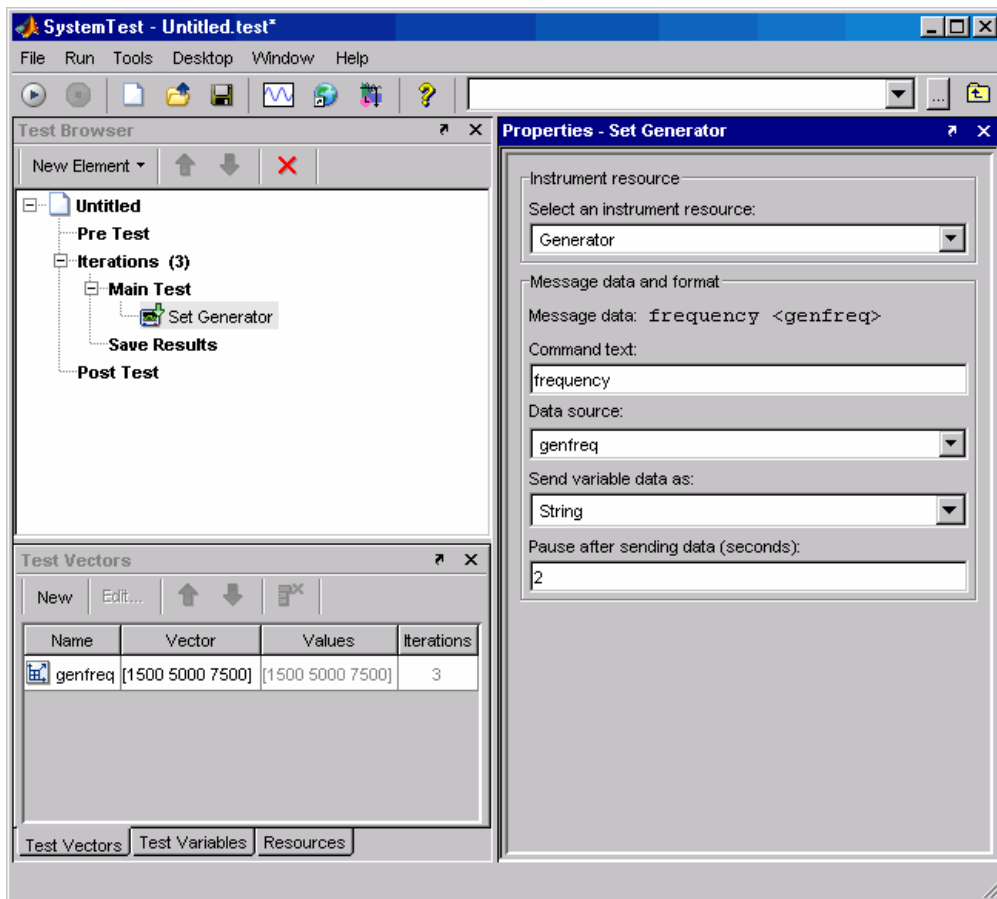 SystemTest - Untitled.test*
File Run Tools Desktop Window Help
...
Test Browser
New Element
Untitled
Pre Test
Iterations (3)
Main Test
Set Generator
Save Results
Post Test
Test Vectors
New Edit...
Name Vector Values Iterations
genfreq [1500 5000 7500] [1500 5000 7500] 3
Test Vectors Test Variables Resources
Properties - Set Generator
Instrument resource
Select an instrument resource:
Generator
Message data and format
Message data: frequency <genfreq>
Command text:
frequency
Data source:
genfreq
Send variable data as:
String
Pause after sending data (seconds):
2